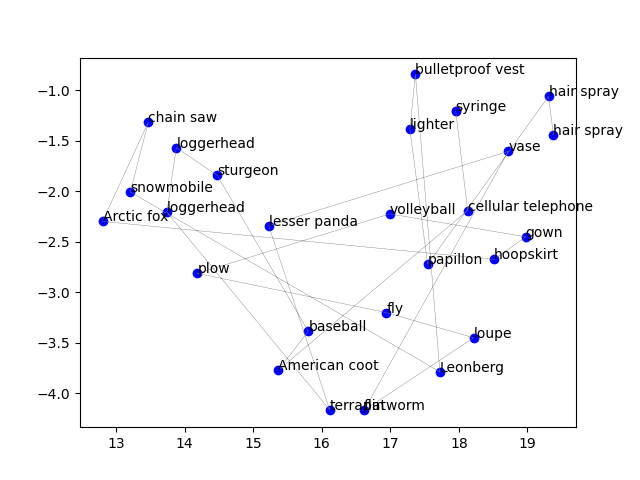 bulletproof vest
hair spray
syringe
chain saw
lighter
hair spray
loggerhead
vase
sturgeon
snowmobile
loggerhead
Arctic fox
lesser panda
volleyball
cellular telephone
gown
plow
papillon
hoopskirt
fly
baseball
loupe
American coot
Leonberg
terrapin
flatworm
−1.0
−1.5
−2.0
−2.5
−3.0
−3.5
−4.0
13 14 15 16 17 18 19